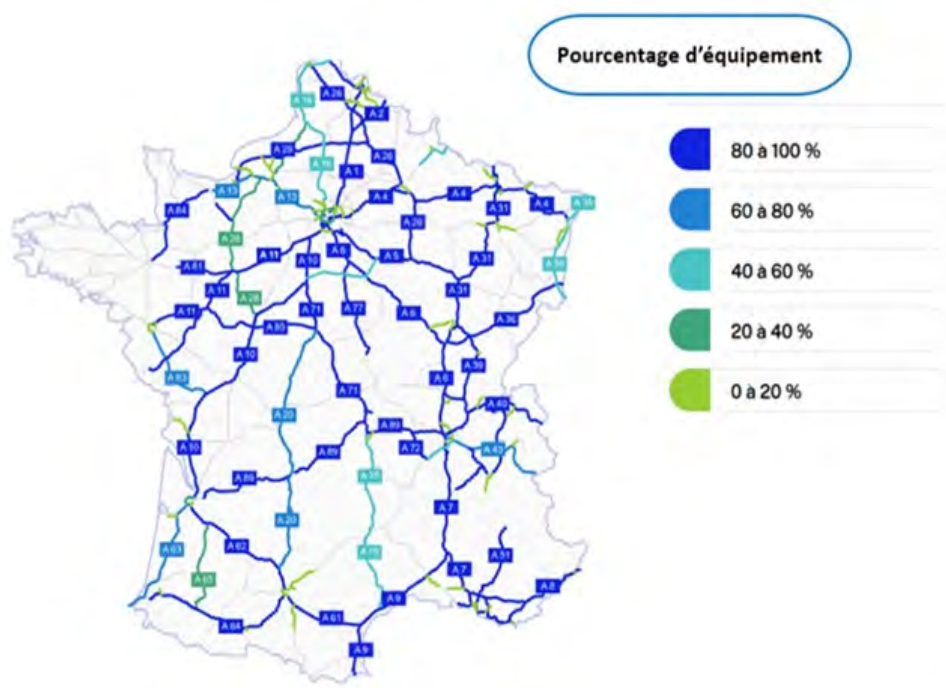 Pourcentage d'équipement
80 à 100 %
60 à 80 %
40 à 60 %
20 à 40 %
0 à 20 %
A 16
A 26
A 2
A 29
A 16
A 1
A 26
A 13
A 13
A 4
A 4
A 31
A 4
A 35
A 84
A 28
A 26
A 11
A 10
A 6
A 5
A 31
A 81
A 11
A 28
A 31
A 11
A 85
A 71
A 77
A 6
A 36
A 10
A 83
A 6
A 39
A 20
A 71
A 40
A 10
A 89
A 89
A 72
A 43
A 89
A 75
A 20
A 7
A 63
A 62
A 75
A 51
A 65
A 7
A 8
A 64
A 61
A 9
A 9